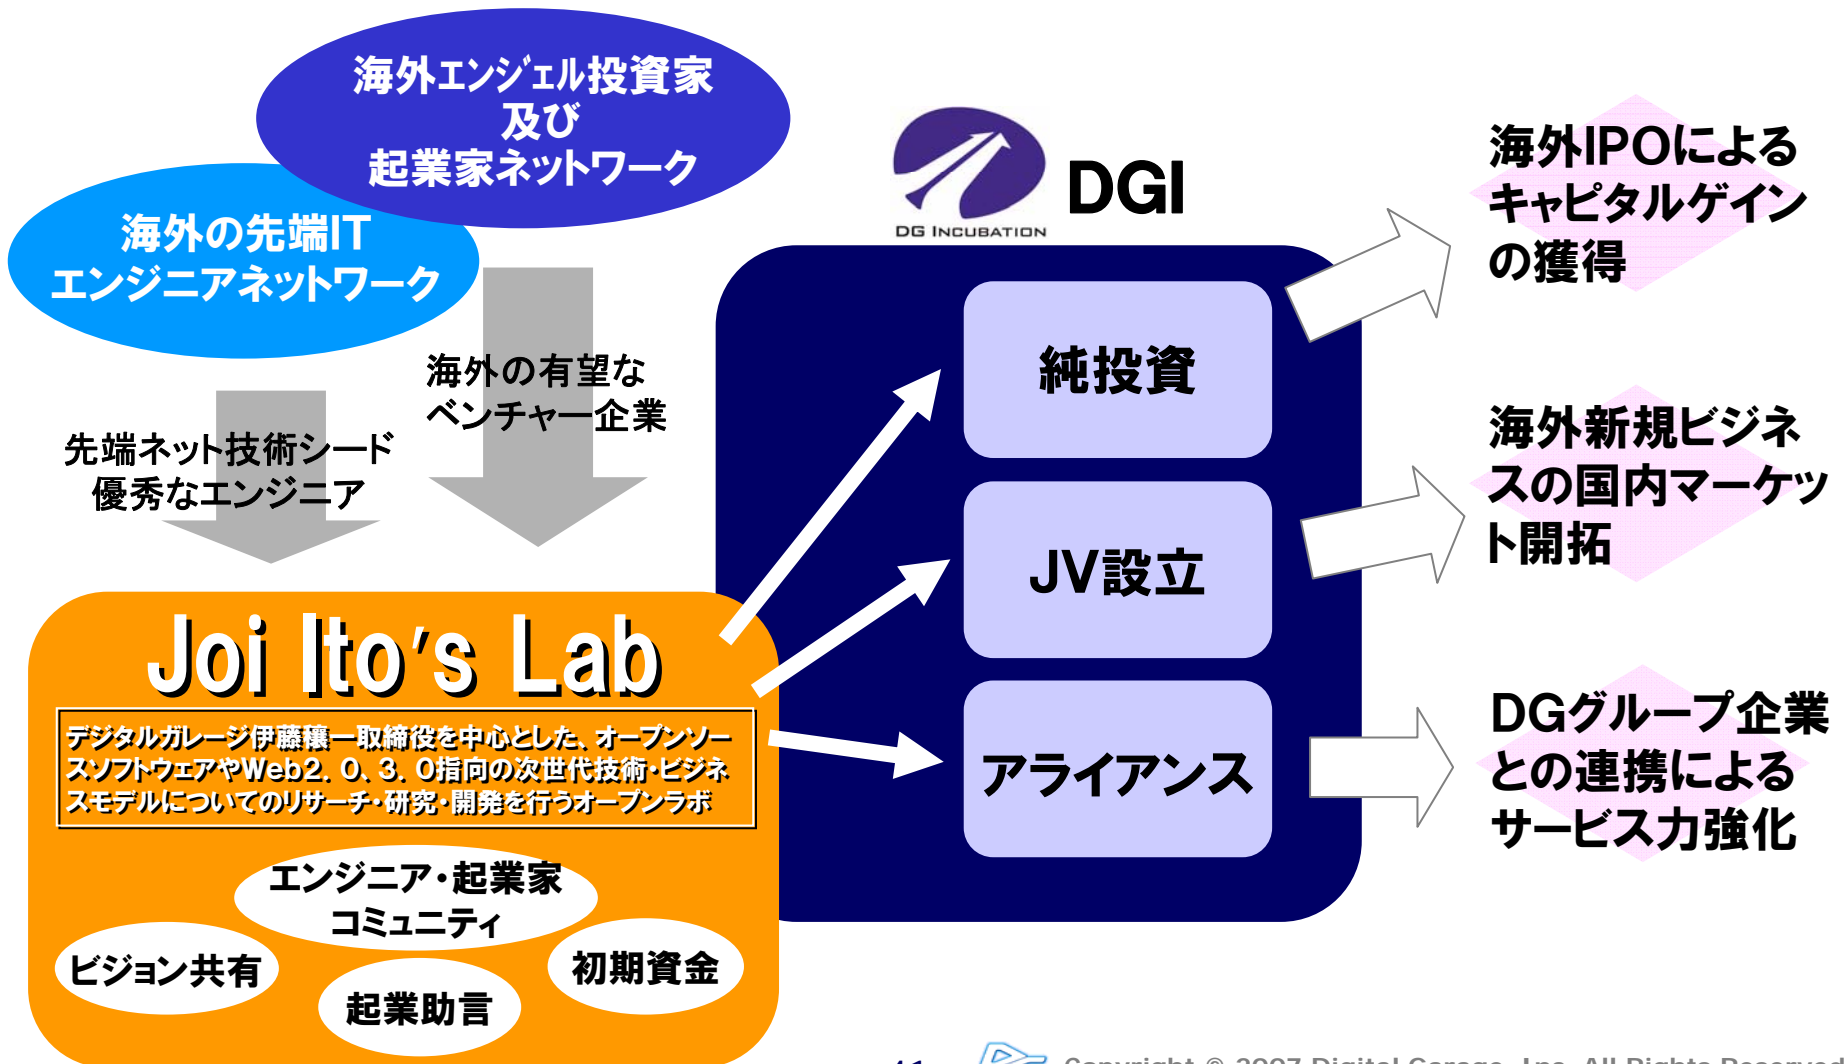 海外エンジェル投資家
及び
起業家ネットワーク
海外の先端IT
エンジニアネットワーク
海外の有望な
ベンチャー企業
先端ネット技術シード
優秀なエンジニア
Joi Ito's Lab
デジタルガレージ伊藤穰一取締役を中心とした、オープンソー
スソフトウェアやWeb2.0、3.0指向の次世代技術・ビジネ
スモデルについてのリサーチ・研究・開発を行うオープンラボ
エンジニア・起業家
コミュニティ
ビジョン共有
初期資金
起業助言
DG INCUBATION
DGI
純投資
JV設立
アライアンス
海外IPOによる
キャピタルゲイン
の獲得
海外新規ビジネ
スの国内マーケッ
ト開拓
DGグループ企業
との連携による
サービス力強化
Copyright © 2007 Digital Garage, Inc. All Rights Reserved